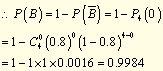 ∴ P(B) = 1 − P(B̅) = 1 − P₄(0)
= 1 − C₄⁰(0.8)⁰(1−0.8)⁴⁻⁰
= 1 − 1×1×0.0016 = 0.9984